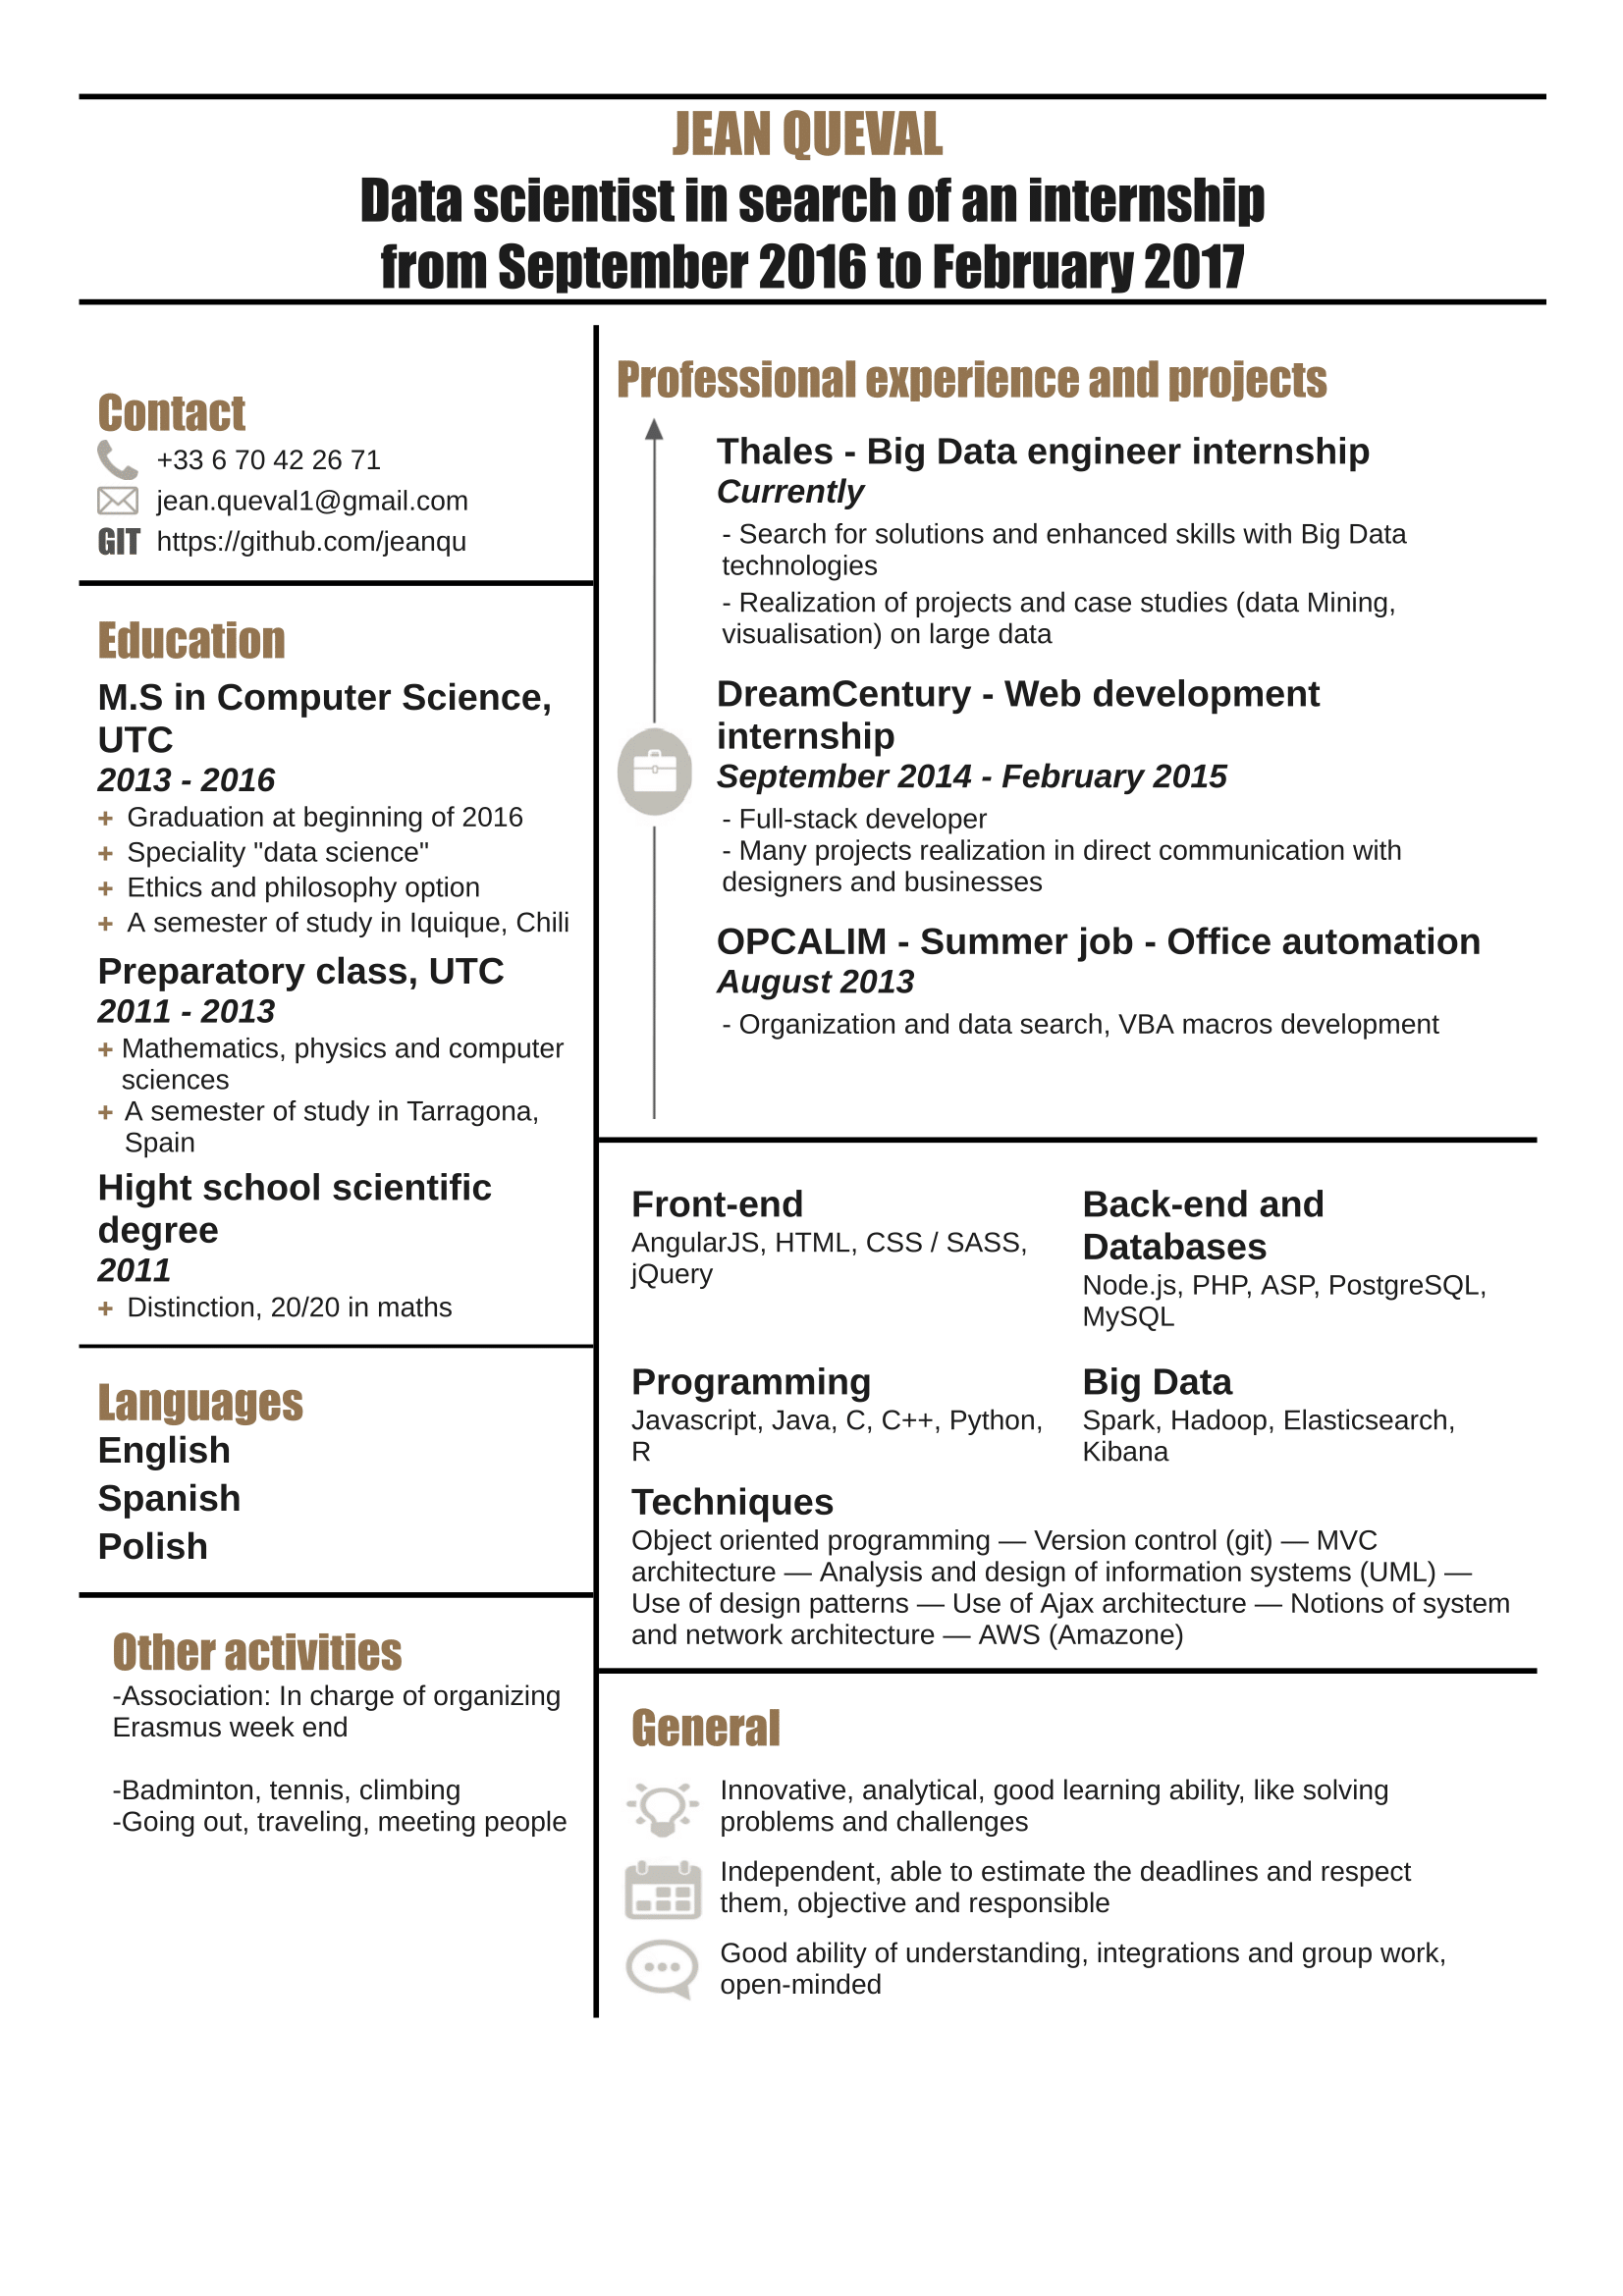 JEAN QUEVAL
Data scientist in search of an internship
from September 2016 to February 2017
Contact
+33 6 70 42 26 71
jean.queval1@gmail.com
GIT https://github.com/jeanqu
Education
M.S in Computer Science,
UTC
2013 - 2016
+ Graduation at beginning of 2016
+ Speciality "data science"
+ Ethics and philosophy option
+ A semester of study in Iquique, Chili
Preparatory class, UTC
2011 - 2013
+ Mathematics, physics and computer
sciences
+ A semester of study in Tarragona,
Spain
Hight school scientific
degree
2011
+ Distinction, 20/20 in maths
Languages
English
Spanish
Polish
Other activities
-Association: In charge of organizing
Erasmus week end
-Badminton, tennis, climbing
-Going out, traveling, meeting people
Professional experience and projects
Thales - Big Data engineer internship
Currently
- Search for solutions and enhanced skills with Big Data
technologies
- Realization of projects and case studies (data Mining,
visualisation) on large data
DreamCentury - Web development
internship
September 2014 - February 2015
- Full-stack developer
- Many projects realization in direct communication with
designers and businesses
OPCALIM - Summer job - Office automation
August 2013
- Organization and data search, VBA macros development
Front-end
AngularJS, HTML, CSS / SASS,
jQuery
Back-end and
Databases
Node.js, PHP, ASP, PostgreSQL,
MySQL
Programming
Javascript, Java, C, C++, Python,
R
Big Data
Spark, Hadoop, Elasticsearch,
Kibana
Techniques
Object oriented programming — Version control (git) — MVC
architecture — Analysis and design of information systems (UML) —
Use of design patterns — Use of Ajax architecture — Notions of system
and network architecture — AWS (Amazone)
General
Innovative, analytical, good learning ability, like solving
problems and challenges
Independent, able to estimate the deadlines and respect
them, objective and responsible
Good ability of understanding, integrations and group work,
open-minded